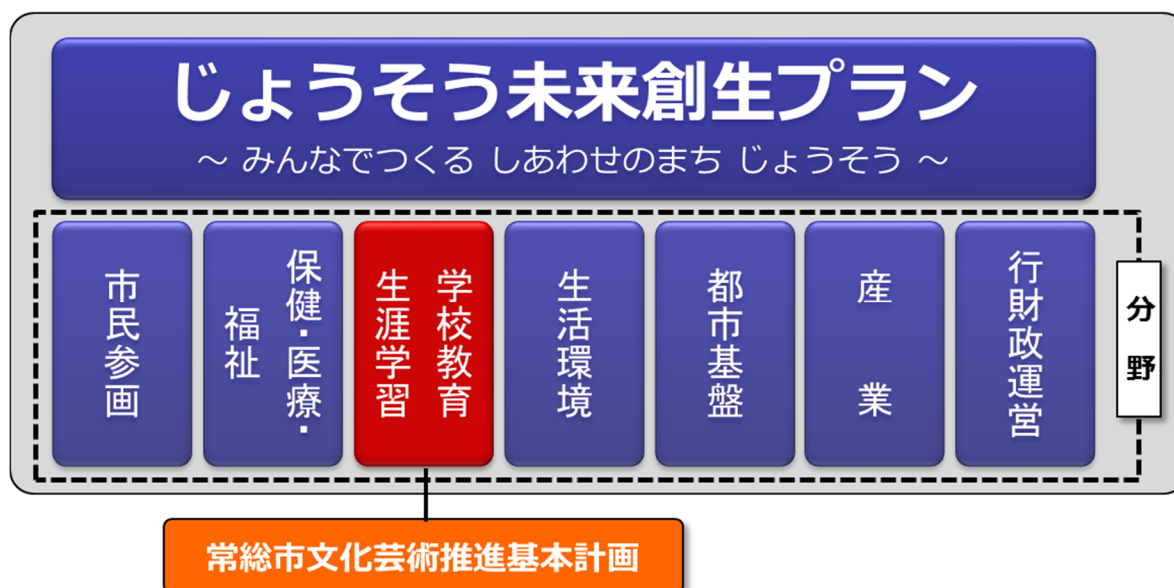 じょうそう未来創生プラン
～ みんなでつくる しあわせのまち じょうそう ～
市民参画
保健・医療・
福祉
学校教育
生涯学習
生活環境
都市基盤
産業
行財政運営
分野
常総市文化芸術推進基本計画